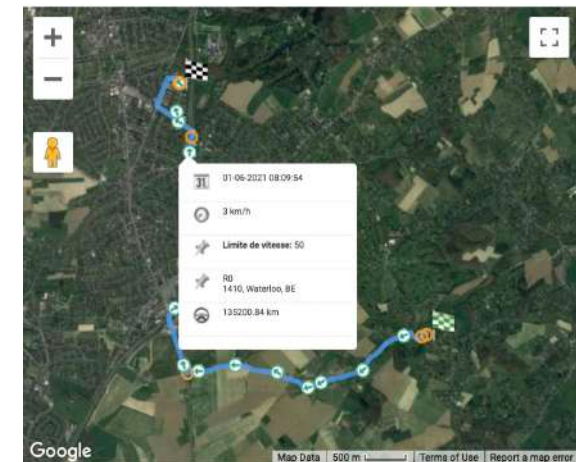 +
−
31
01-06-2021 08:09:54
3 km/h
Limite de vitesse: 50
R0
1410, Waterloo, BE
135200.84 km
Google
Map Data
500 m
Terms of Use
Report a map error